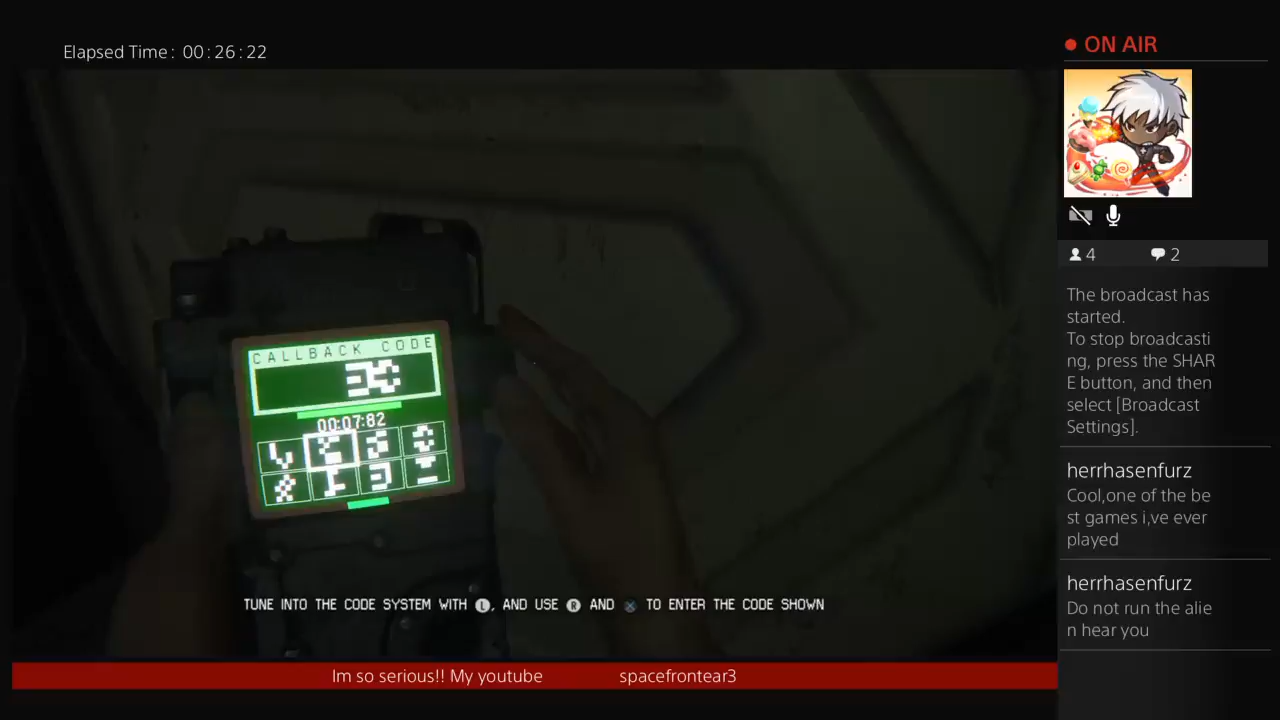 Elapsed Time: 00:26:22
ON AIR
4
2
The broadcast has
started.
To stop broadcasti
ng, press the SHAR
E button, and then
select [Broadcast
Settings].
herrhasenfurz
Cool,one of the be
st games i,ve ever
played
herrhasenfurz
Do not run the alie
n hear you
CALLBACK CODE
00:07:82
TUNE INTO THE CODE SYSTEM WITH L, AND USE R AND X TO ENTER THE CODE SHOWN
Im so serious!! My youtube spacefrontear3